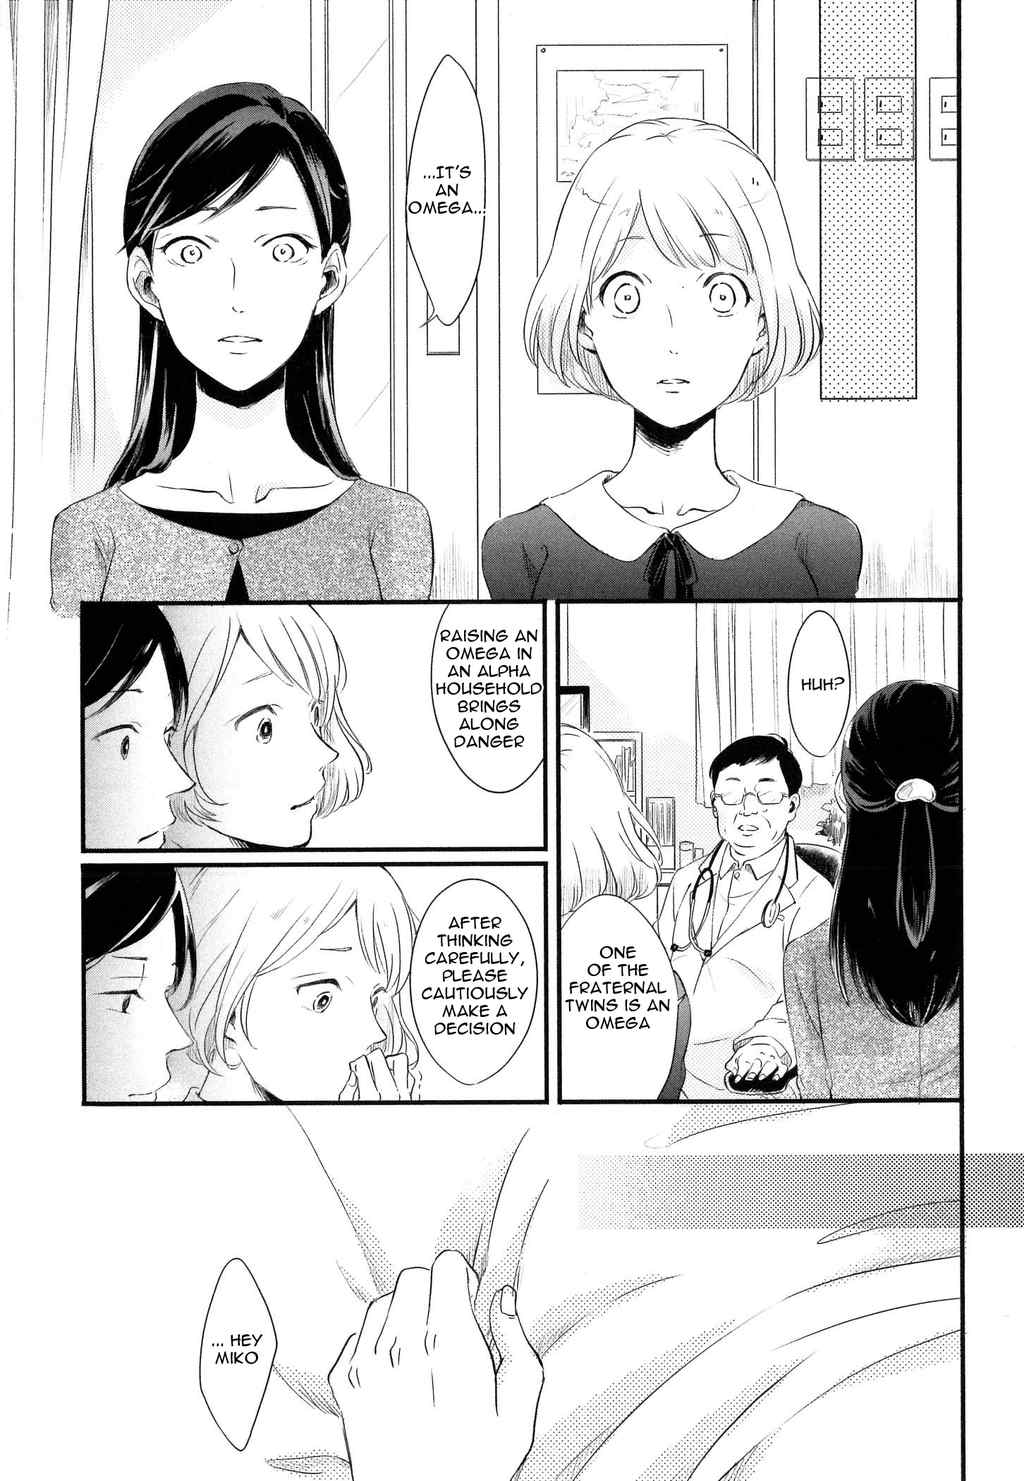 ...IT'S
AN
OMEGA...
HUH?
ONE
OF THE
FRATERNAL
TWINS IS AN
OMEGA
RAISING AN
OMEGA IN
AN ALPHA
HOUSEHOLD
BRINGS
ALONG
DANGER
AFTER
THINKING
CAREFULLY,
PLEASE
CAUTIOUSLY
MAKE A
DECISION
... HEY
MIKO